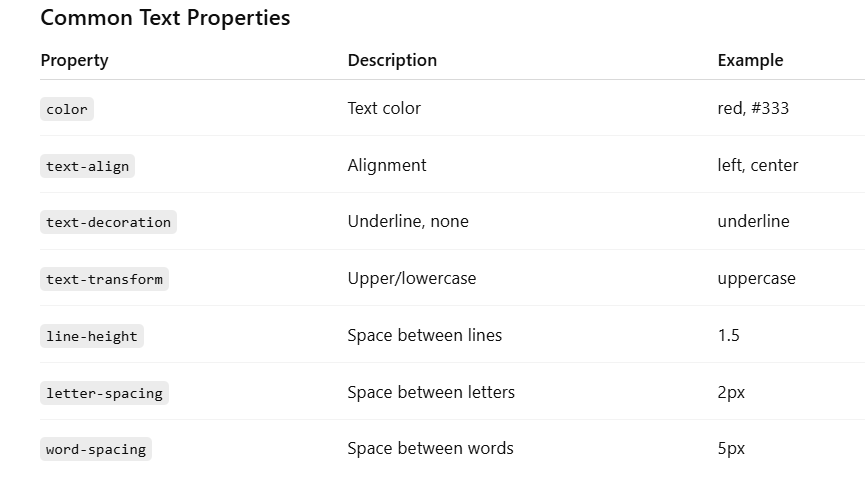 Common Text Properties
Property Description Example
color Text color red, #333
text-align Alignment left, center
text-decoration Underline, none underline
text-transform Upper/lowercase uppercase
line-height Space between lines 1.5
letter-spacing Space between letters 2px
word-spacing Space between words 5px